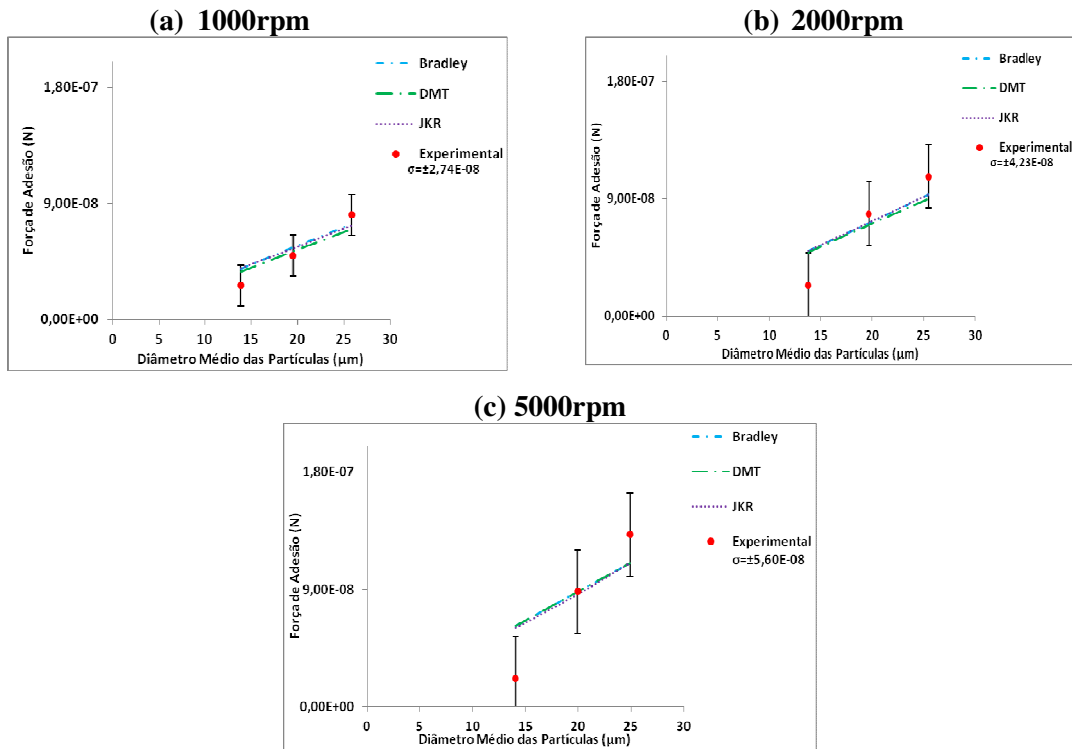 (a) 1000rpm
Força de Adesão (N)
1,80E-07
9,00E-08
0,00E+00
0 5 10 15 20 25 30
Diâmetro Médio das Partículas (µm)
Bradley
DMT
JKR
Experimental
σ=±2,74E-08
(b) 2000rpm
Força de Adesão (N)
1,80E-07
9,00E-08
0,00E+00
0 5 10 15 20 25 30
Diâmetro Médio das Partículas (µm)
Bradley
DMT
JKR
Experimental
σ=±4,23E-08
(c) 5000rpm
Força de Adesão (N)
1,80E-07
9,00E-08
0,00E+00
0 5 10 15 20 25 30
Diâmetro Médio das Partículas (µm)
Bradley
DMT
JKR
Experimental
σ=±5,60E-08